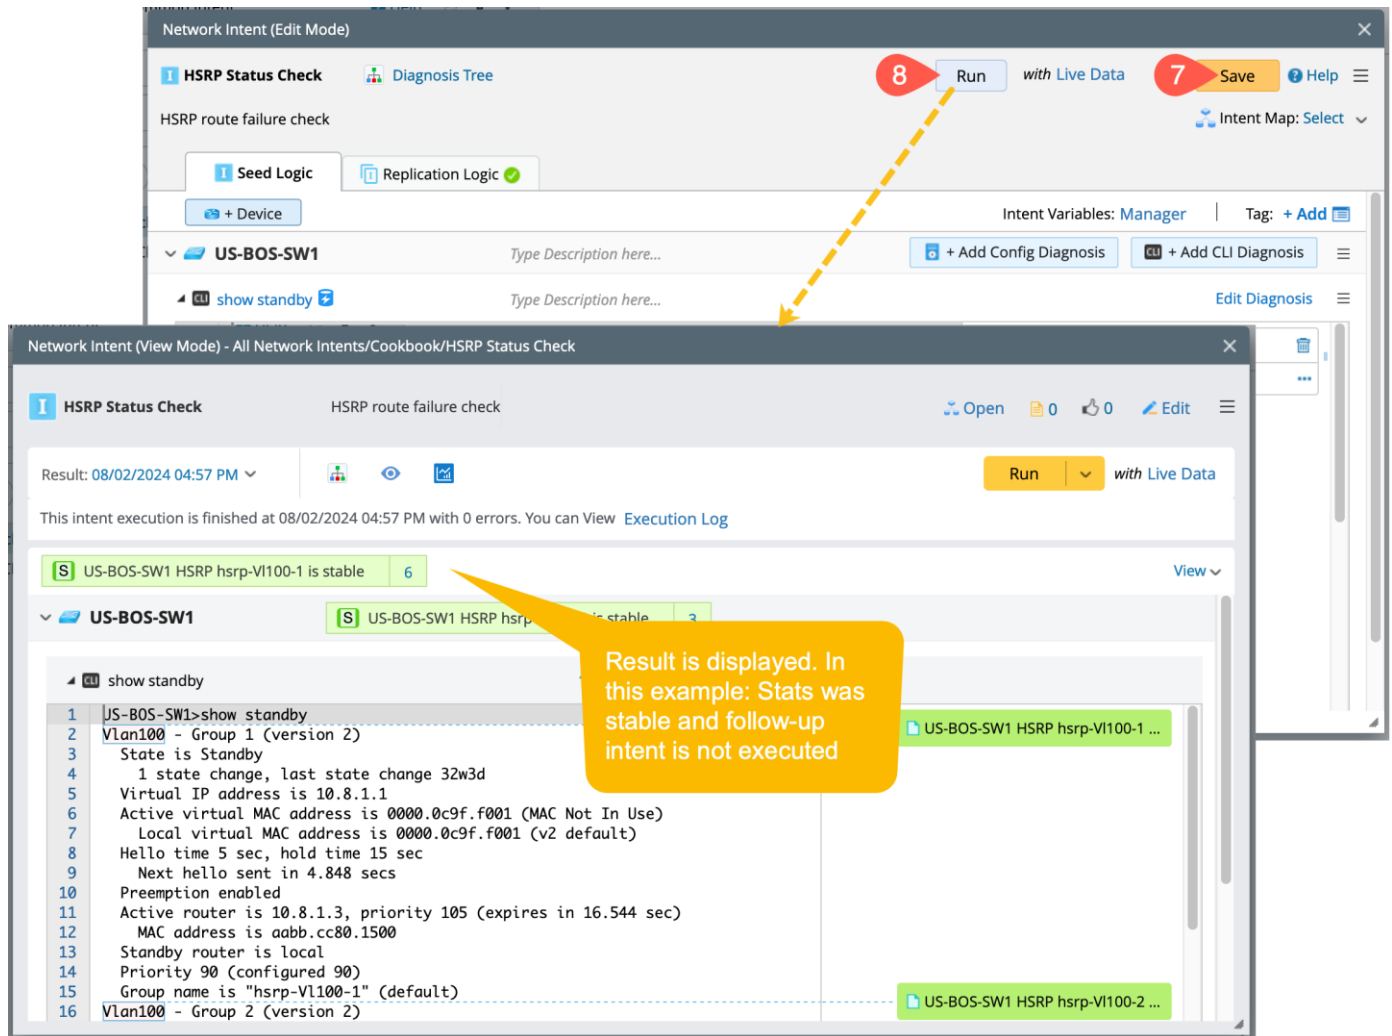 Network Intent (Edit Mode)
HSRP Status Check
Diagnosis Tree
8
Run
with Live Data
7
Save
Help
HSRP route failure check
Intent Map: Select
Seed Logic
Replication Logic
+ Device
Intent Variables: Manager
Tag: + Add
US-BOS-SW1
Type Description here...
+ Add Config Diagnosis
CLI + Add CLI Diagnosis
CLI show standby
Type Description here...
Edit Diagnosis
Network Intent (View Mode) - All Network Intents/Cookbook/HSRP Status Check
HSRP Status Check
HSRP route failure check
Open
0
0
Edit
Result: 08/02/2024 04:57 PM
Run
with Live Data
This intent execution is finished at 08/02/2024 04:57 PM with 0 errors. You can View Execution Log
S US-BOS-SW1 HSRP hsrp-Vl100-1 is stable 6
View
US-BOS-SW1
S US-BOS-SW1 HSRP hsrp stable 3
Result is displayed. In
this example: Stats was
stable and follow-up
intent is not executed
CLI show standby
1 US-BOS-SW1>show standby
2 Vlan100 - Group 1 (version 2)
3 State is Standby
4 1 state change, last state change 32w3d
5 Virtual IP address is 10.8.1.1
6 Active virtual MAC address is 0000.0c9f.f001 (MAC Not In Use)
7 Local virtual MAC address is 0000.0c9f.f001 (v2 default)
8 Hello time 5 sec, hold time 15 sec
9 Next hello sent in 4.848 secs
10 Preemption enabled
11 Active router is 10.8.1.3, priority 105 (expires in 16.544 sec)
12 MAC address is aabb.cc80.1500
13 Standby router is local
14 Priority 90 (configured 90)
15 Group name is "hsrp-Vl100-1" (default)
16 Vlan100 - Group 2 (version 2)
US-BOS-SW1 HSRP hsrp-Vl100-1 ...
US-BOS-SW1 HSRP hsrp-Vl100-2 ...